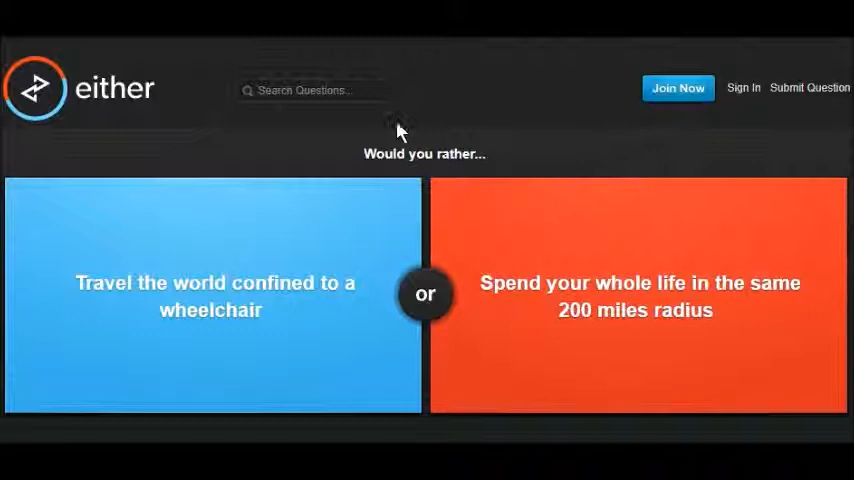 either
Search Questions...
Join Now
Sign In
Submit Question
Would you rather...
Travel the world confined to a
wheelchair
or
Spend your whole life in the same
200 miles radius